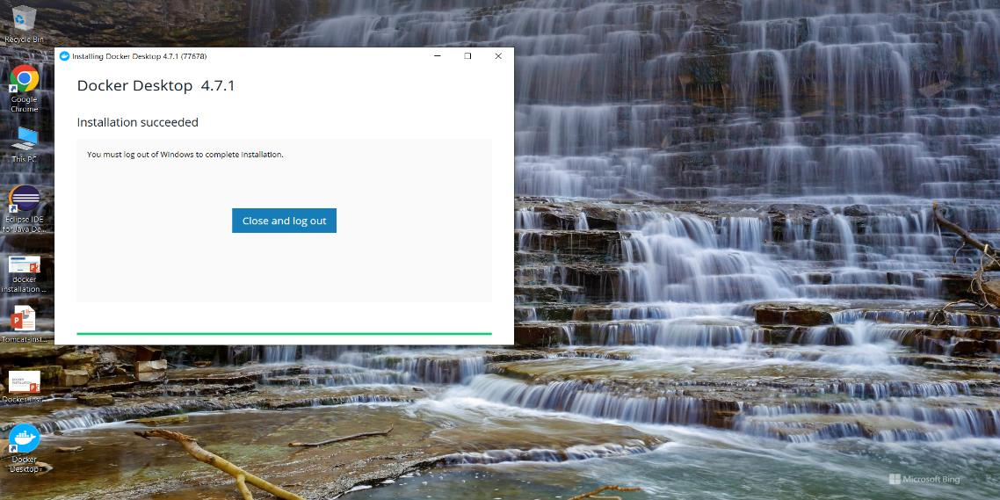 Recycle Bin
Google
Chrome
This PC
Eclipse IDE
for Java De...
docker
installation ...
Tomcat-inst...
Docker-inst...
Docker
Desktop
Installing Docker Desktop 4.7.1 (77678)
Docker Desktop 4.7.1
Installation succeeded
You must log out of Windows to complete installation.
Close and log out
Microsoft Bing